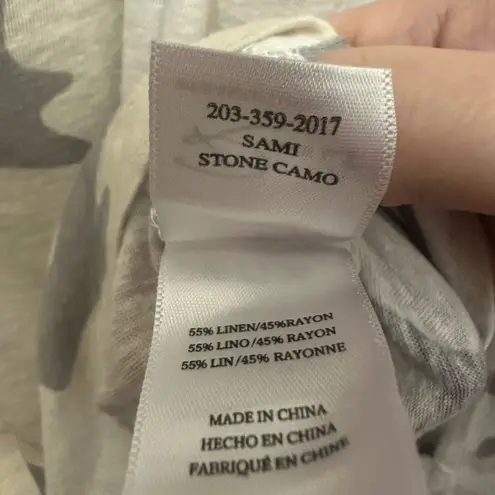 203-359-2017
SAMI
STONE CAMO
55% LINEN/45%RAYON
55% LINO/45% RAYON
55% LIN/45% RAYONNE
MADE IN CHINA
HECHO EN CHINA
FABRIQUÉ EN CHINE